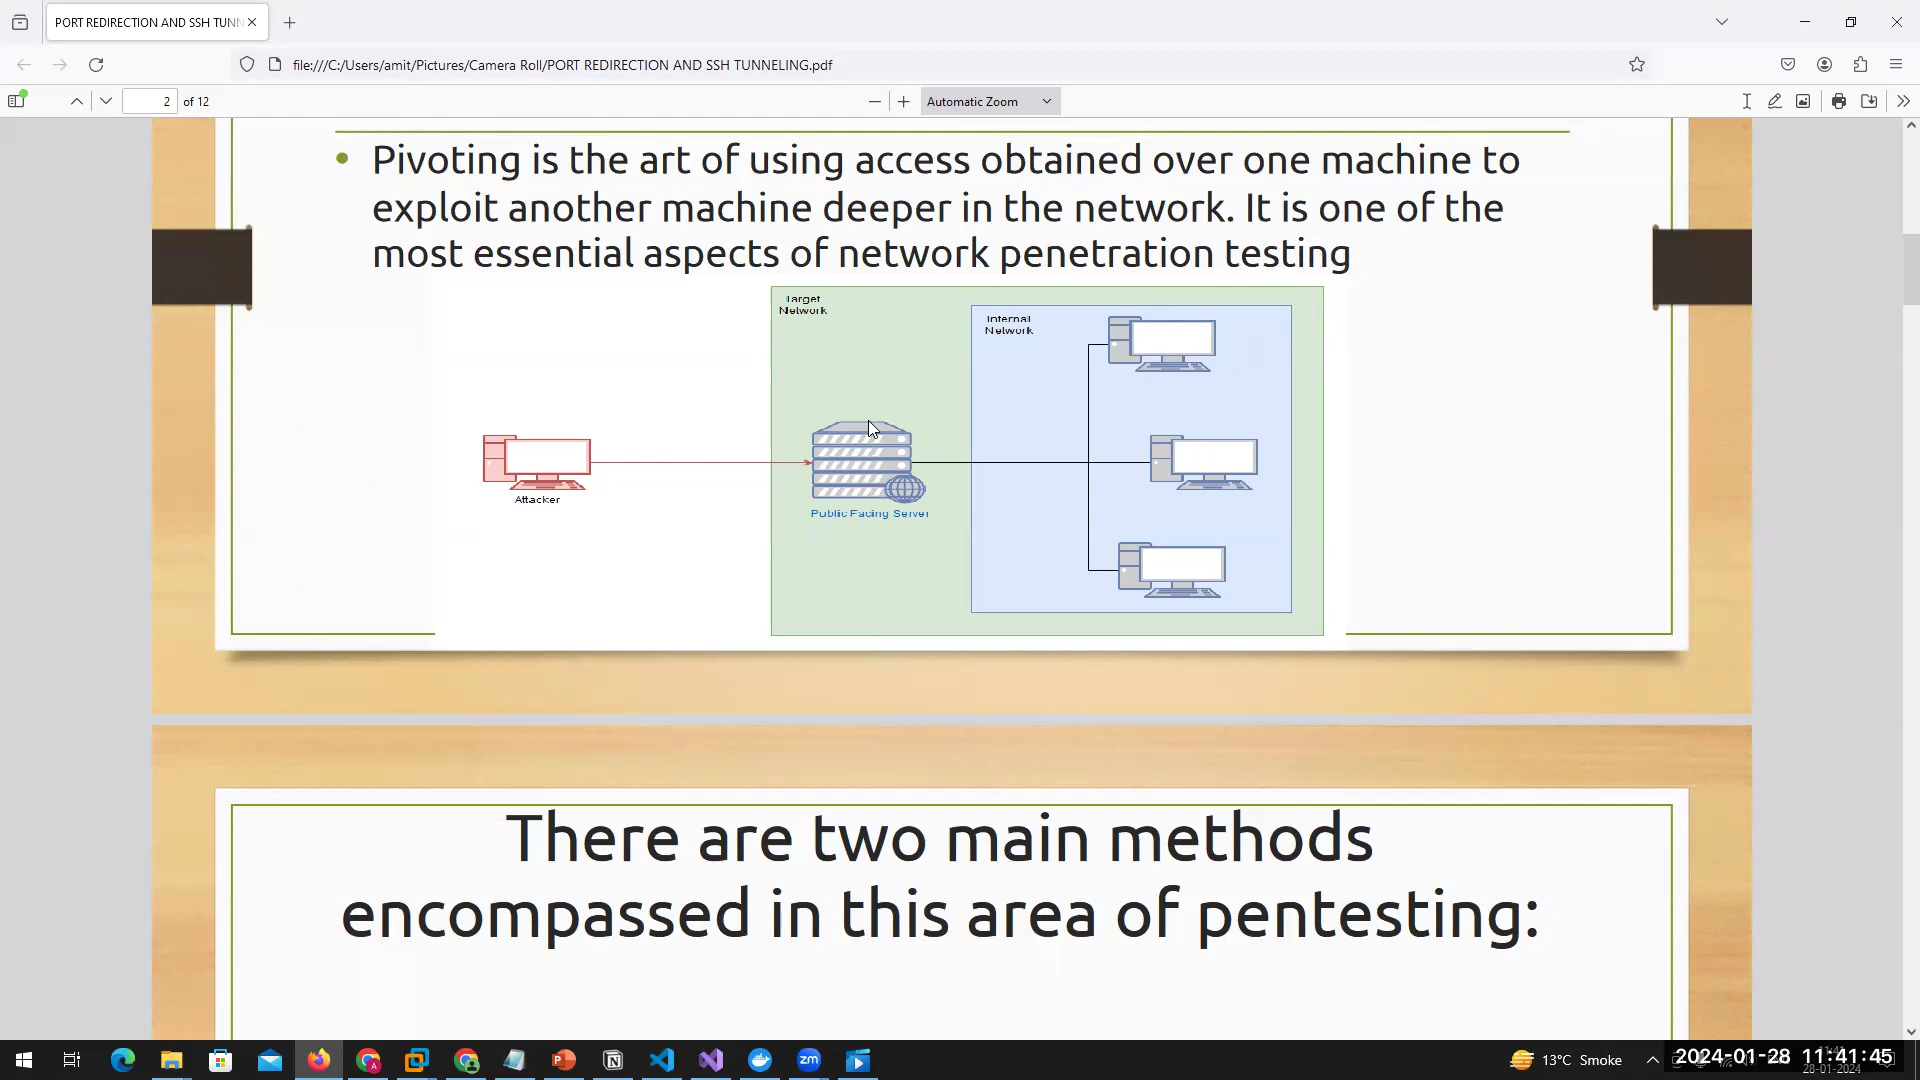 PORT REDIRECTION AND SSH TUNN
file:///C:/Users/amit/Pictures/Camera Roll/PORT REDIRECTION AND SSH TUNNELING.pdf
2 of 12
Automatic Zoom
• Pivoting is the art of using access obtained over one machine to
exploit another machine deeper in the network. It is one of the
most essential aspects of network penetration testing
Target
Network
Internal
Network
Attacker
Public Facing Server
There are two main methods
encompassed in this area of pentesting:
13°C Smoke
2024-01-28 11:41:45
28-01-2024